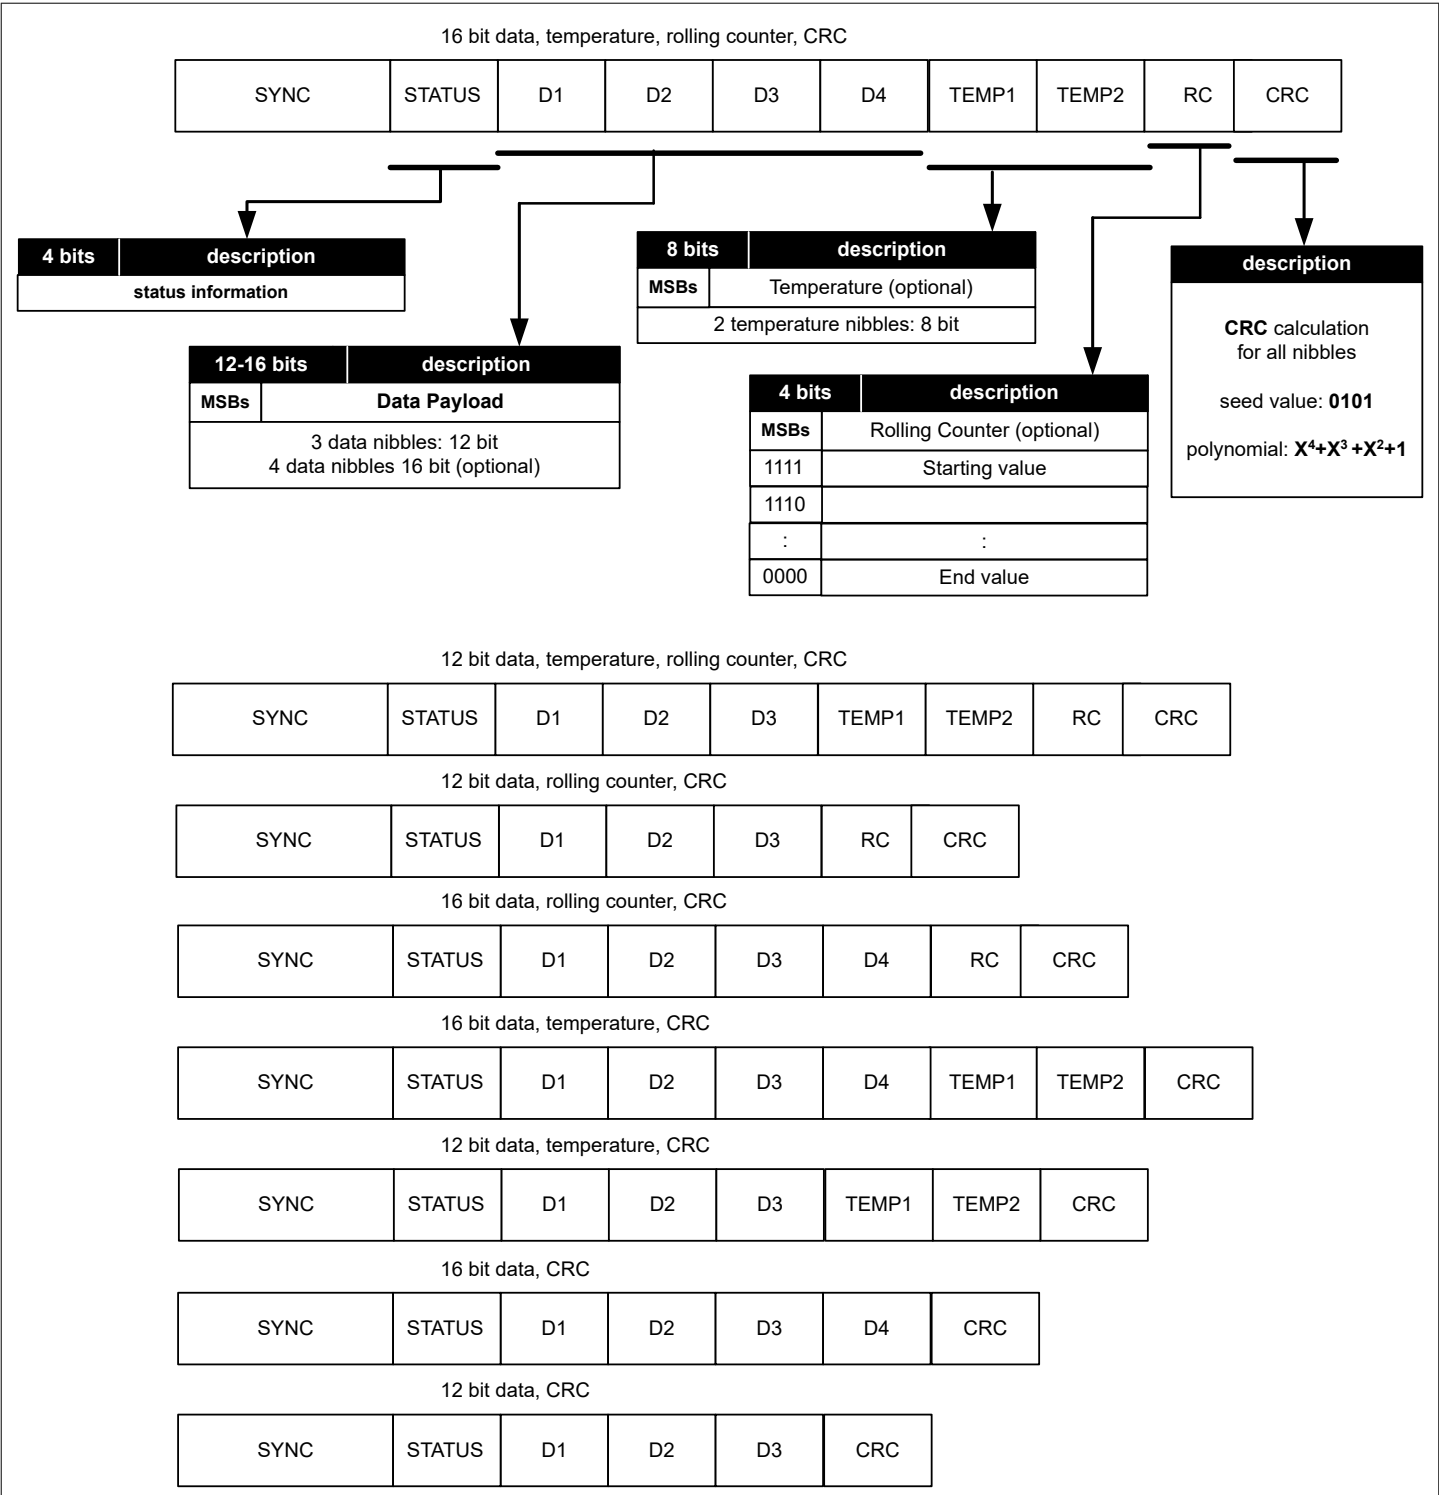 16 bit data, temperature, rolling counter, CRC
SYNC STATUS D1 D2 D3 D4 TEMP1 TEMP2 RC CRC
4 bits description
status information
12-16 bits description
MSBs Data Payload
3 data nibbles: 12 bit
4 data nibbles 16 bit (optional)
8 bits description
MSBs Temperature (optional)
2 temperature nibbles: 8 bit
4 bits description
MSBs Rolling Counter (optional)
1111 Starting value
1110
: :
0000 End value
description
CRC calculation
for all nibbles
seed value: 0101
polynomial: X⁴+X³+X²+1
12 bit data, temperature, rolling counter, CRC
SYNC STATUS D1 D2 D3 TEMP1 TEMP2 RC CRC
12 bit data, rolling counter, CRC
SYNC STATUS D1 D2 D3 RC CRC
16 bit data, rolling counter, CRC
SYNC STATUS D1 D2 D3 D4 RC CRC
16 bit data, temperature, CRC
SYNC STATUS D1 D2 D3 D4 TEMP1 TEMP2 CRC
12 bit data, temperature, CRC
SYNC STATUS D1 D2 D3 TEMP1 TEMP2 CRC
16 bit data, CRC
SYNC STATUS D1 D2 D3 D4 CRC
12 bit data, CRC
SYNC STATUS D1 D2 D3 CRC